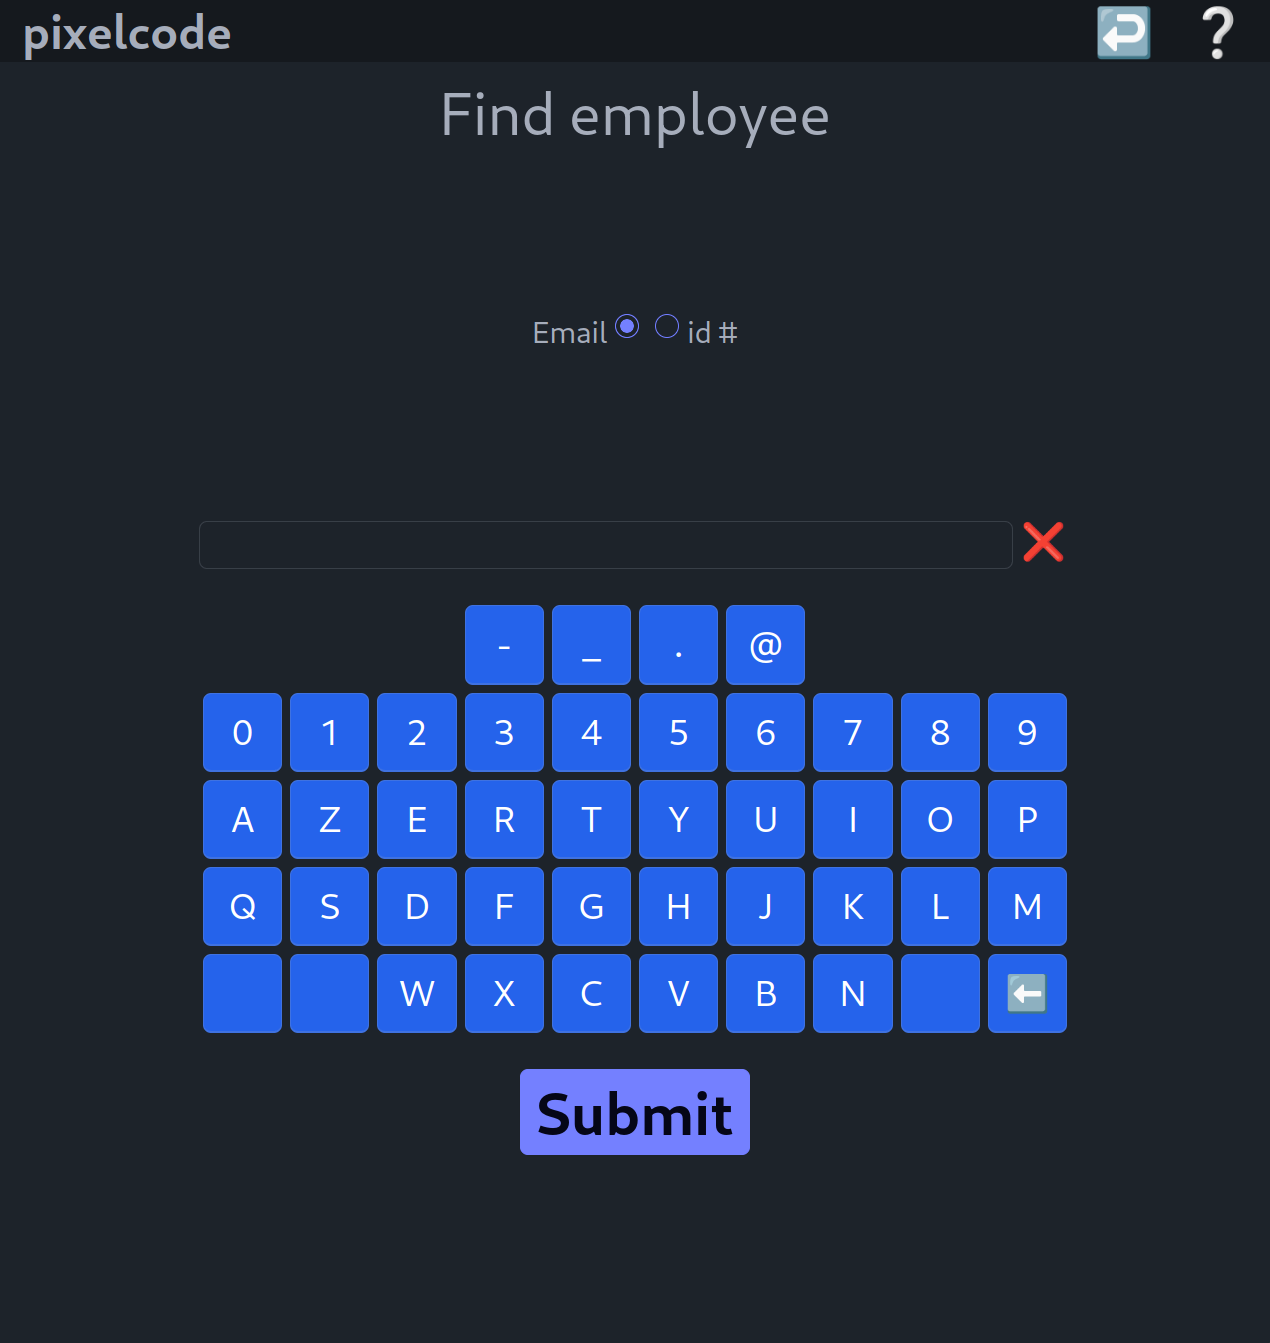 pixelcode ↩️ ❔
Find employee
Email id #
❌
- _ . @
0 1 2 3 4 5 6 7 8 9
A Z E R T Y U I O P
Q S D F G H J K L M
W X C V B N ⬅️
Submit